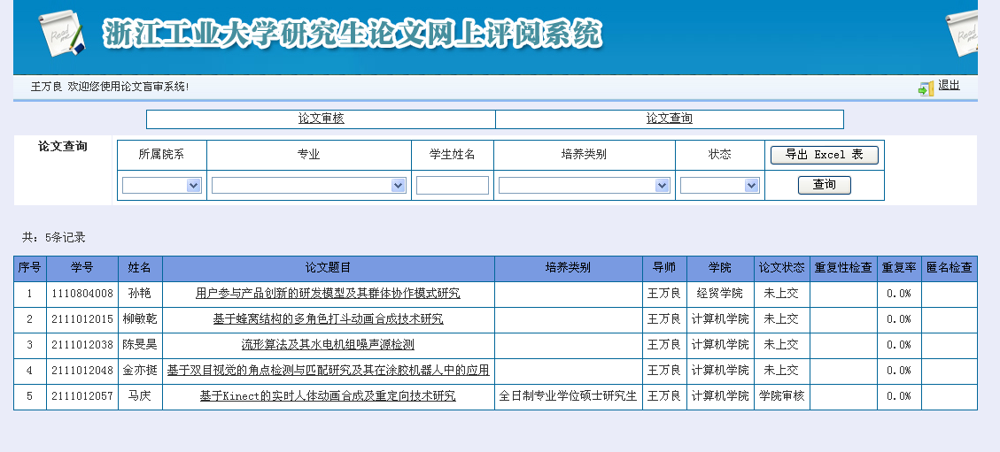 Read me
浙江工业大学研究生论文网上评阅系统
Read me
王万良 欢迎您使用论文盲审系统! 退出
论文审核 论文查询
论文查询 所属院系 专业 学生姓名 培养类别 状态 导出 Excel 表
查询
共：5条记录
序号 学号 姓名 论文题目 培养类别 导师 学院 论文状态 重复性检查 重复率 匿名检查
1 1110804008 孙艳 用户参与产品创新的研发模型及其群体协作模式研究 王万良 经贸学院 未上交 0.0%
2 2111012015 柳敏乾 基于蜂窝结构的多角色打斗动画合成技术研究 王万良 计算机学院 未上交 0.0%
3 2111012038 陈旻昊 流形算法及其水电机组噪声源检测 王万良 计算机学院 未上交 0.0%
4 2111012048 金亦挺 基于双目视觉的角点检测与匹配研究及其在涂胶机器人中的应用 王万良 计算机学院 未上交 0.0%
5 2111012057 马庆 基于Kinect的实时人体动画合成及重定向技术研究 全日制专业学位硕士研究生 王万良 计算机学院 学院审核 0.0%